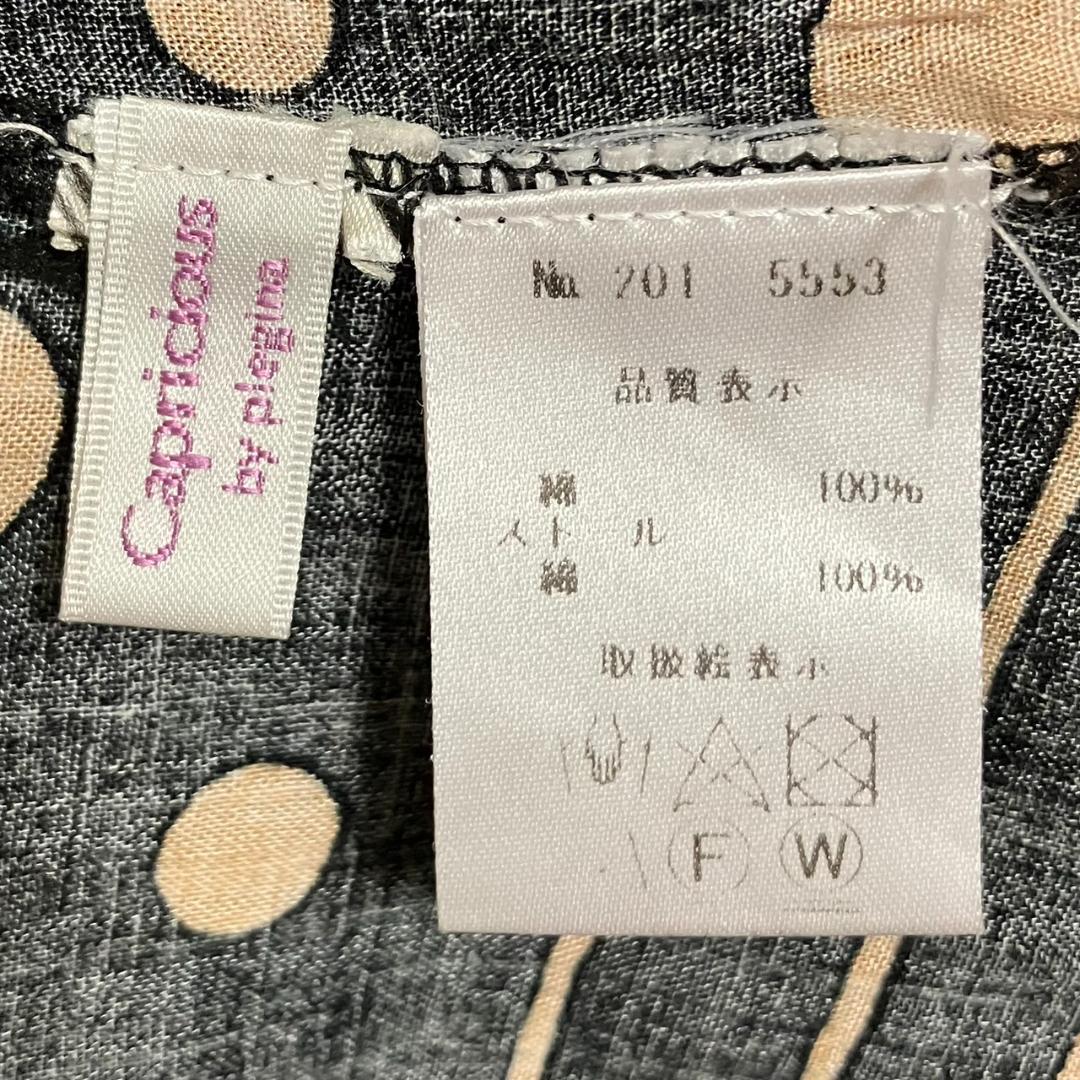 Capricious
by plegina
No. 201 5553
品質表示
綿 100%
ストール
綿 100%
取扱絵表示
F W